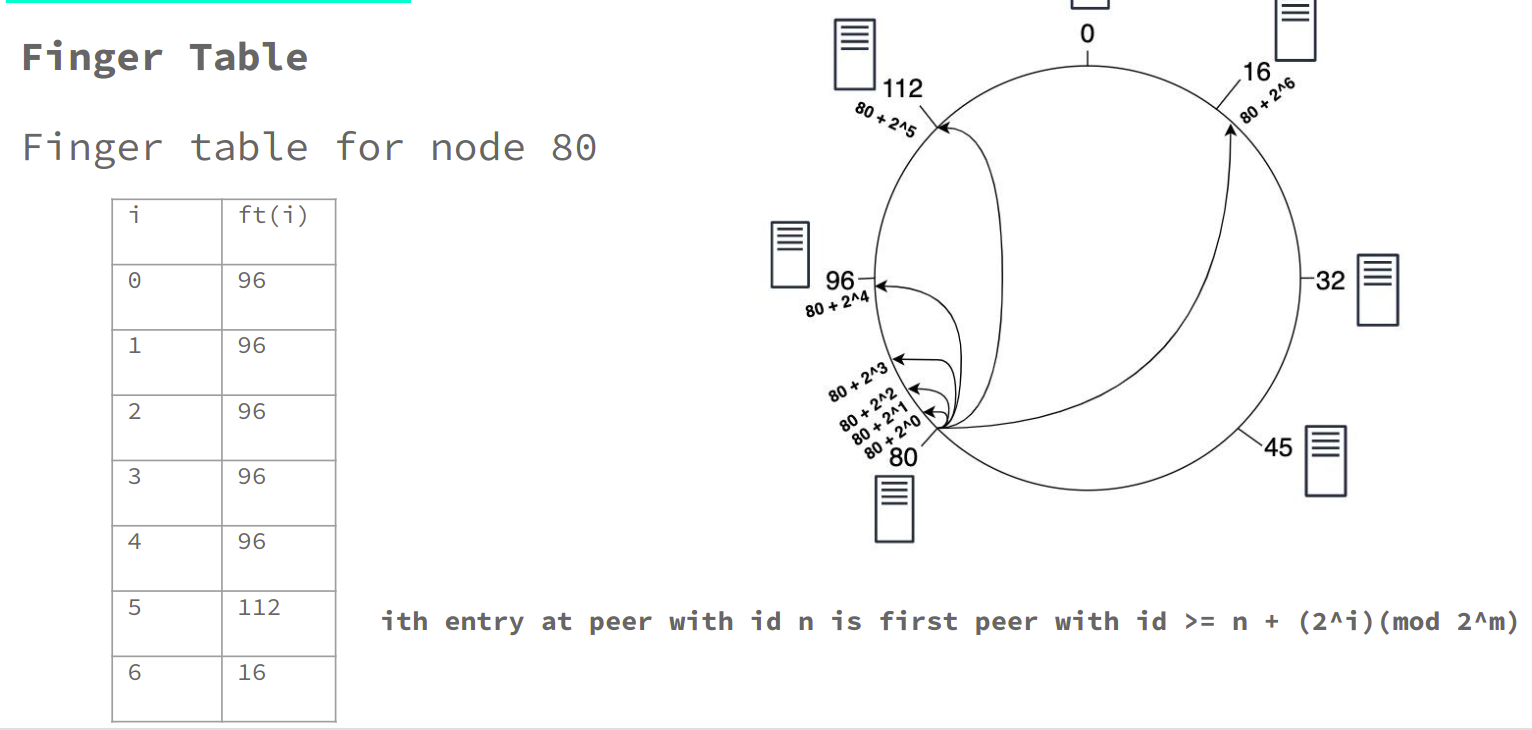 Finger Table
Finger table for node 80
i ft(i)
0 96
1 96
2 96
3 96
4 96
5 112
6 16
0
16
80 + 2^6
112
80 + 2^5
96
80 + 2^4
32
80 + 2^3
80 + 2^2
80 + 2^1
80 + 2^0
80
45
ith entry at peer with id n is first peer with id >= n + (2^i)(mod 2^m)